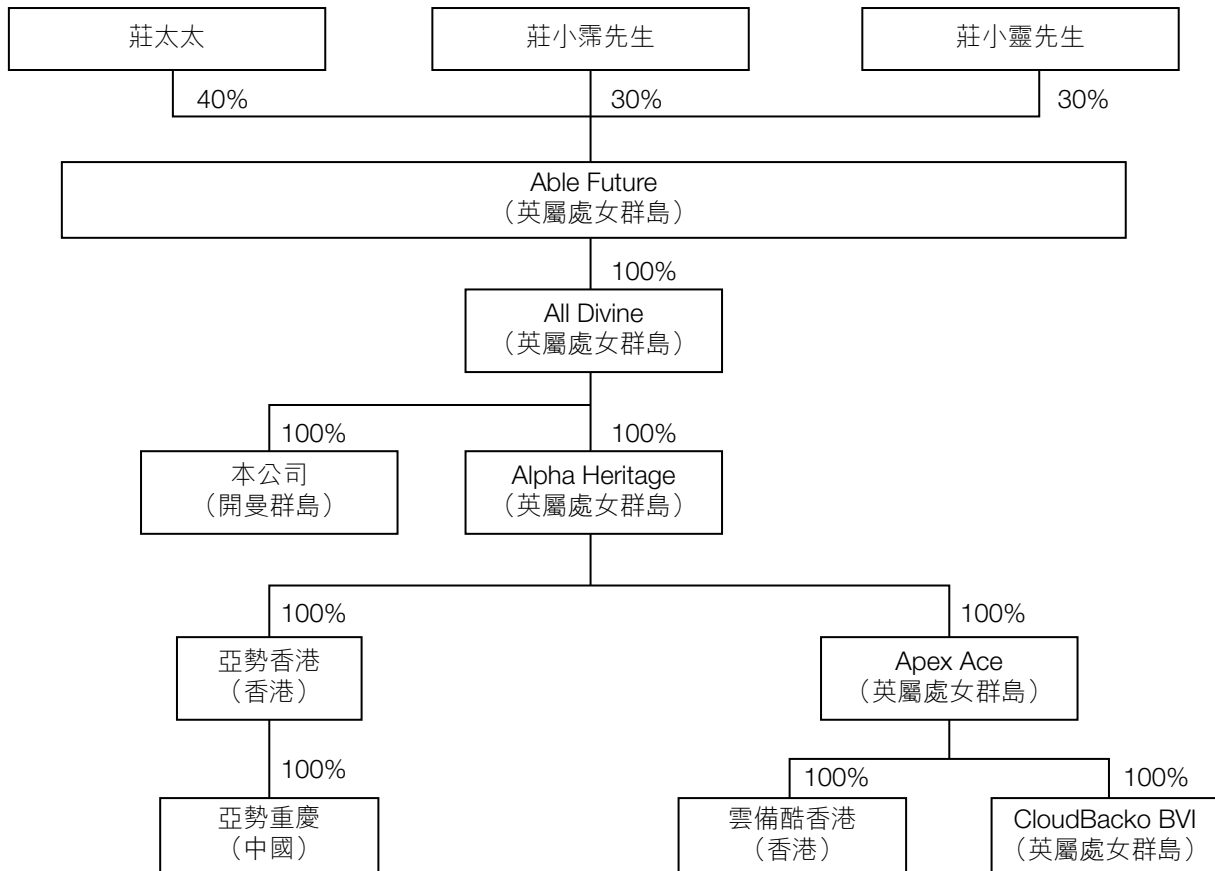 莊太太
莊小霈先生
莊小靈先生
40%
30%
30%
Able Future
（英屬處女群島）
100%
All Divine
（英屬處女群島）
100%
100%
本公司
（開曼群島）
Alpha Heritage
（英屬處女群島）
100%
100%
亞勢香港
（香港）
Apex Ace
（英屬處女群島）
100%
100%
100%
亞勢重慶
（中國）
雲備酷香港
（香港）
CloudBacko BVI
（英屬處女群島）